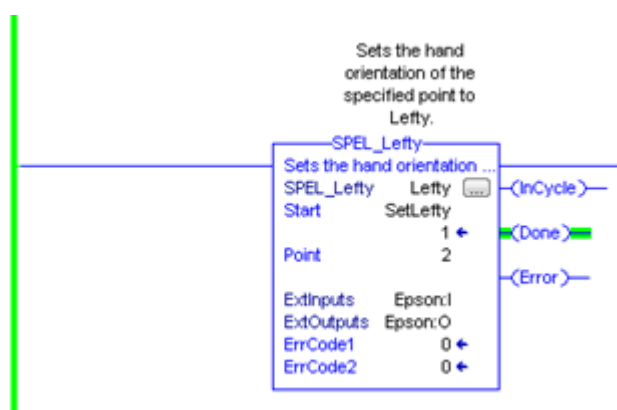 Sets the hand
orientation of the
specified point to
Lefty.
SPEL_Lefty
Sets the hand orientation ...
SPEL_Lefty Lefty ... (InCycle)
Start SetLefty
1 (Done)
Point 2
(Error)
ExtInputs Epson:I
ExtOutputs Epson:O
ErrCode1 0
ErrCode2 0